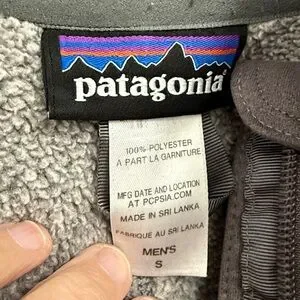 patagonia®
100% POLYESTER
A PART LA GARNITURE
MFG DATE AND LOCATION
AT PCPSIA.COM
MADE IN SRI LANKA
FABRIQUE AU SRI LANKA
MEN'S
S